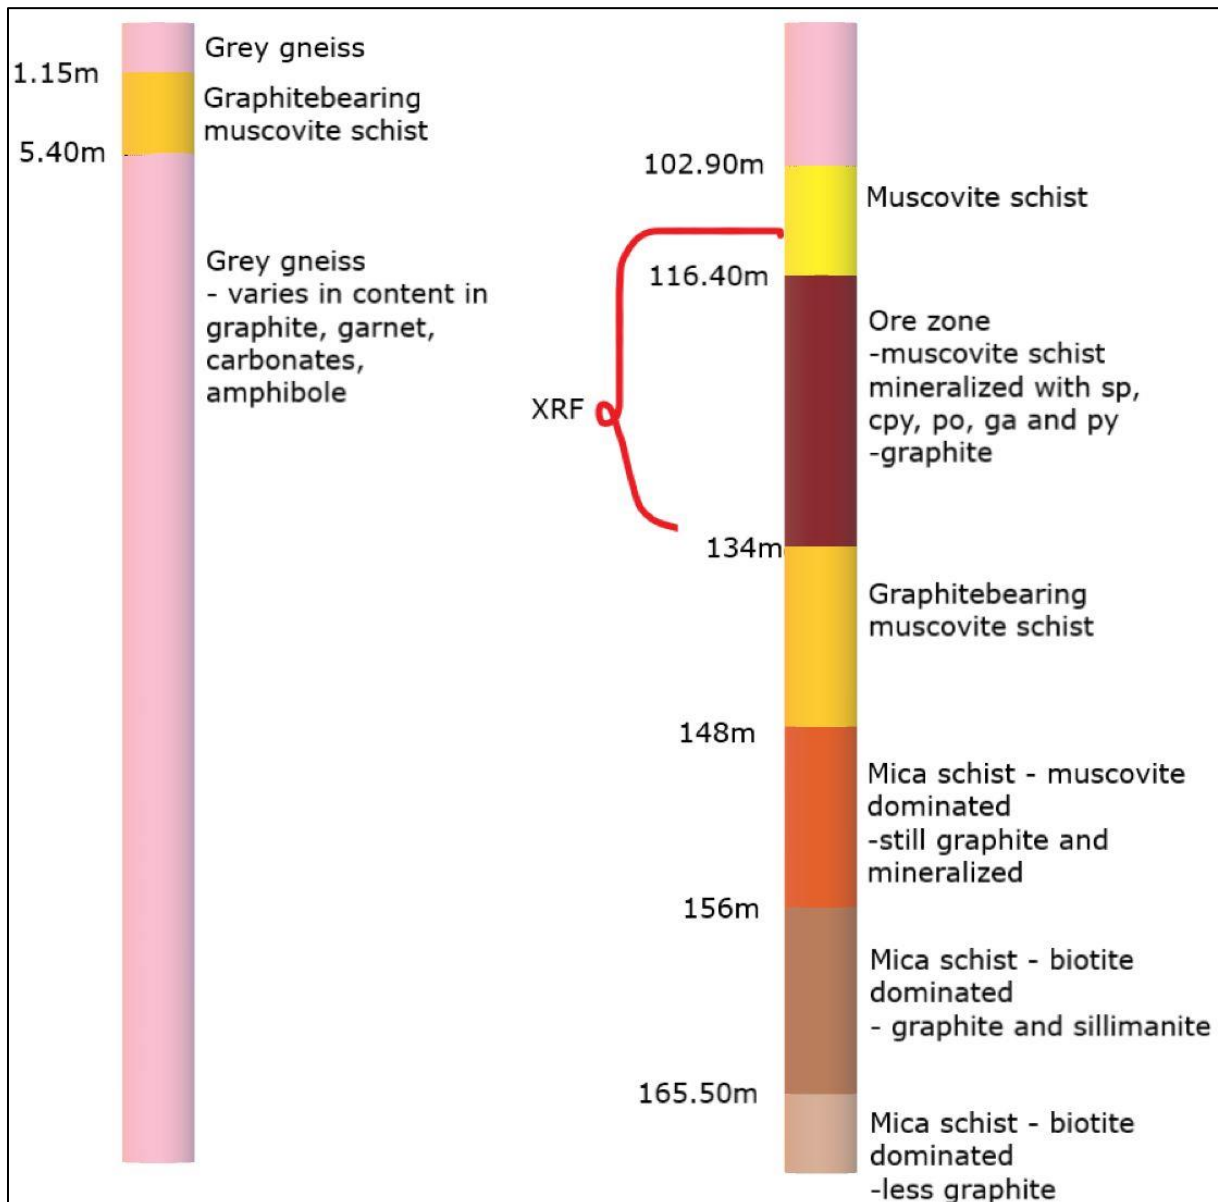 Grey gneiss
1.15m
Graphitebearing
muscovite schist
5.40m
Grey gneiss
- varies in content in
graphite, garnet,
carbonates,
amphibole
102.90m
Muscovite schist
116.40m
Ore zone
-muscovite schist
mineralized with sp,
cpy, po, ga and py
-graphite
XRF
134m
Graphitebearing
muscovite schist
148m
Mica schist - muscovite
dominated
-still graphite and
mineralized
156m
Mica schist - biotite
dominated
- graphite and sillimanite
165.50m
Mica schist - biotite
dominated
-less graphite